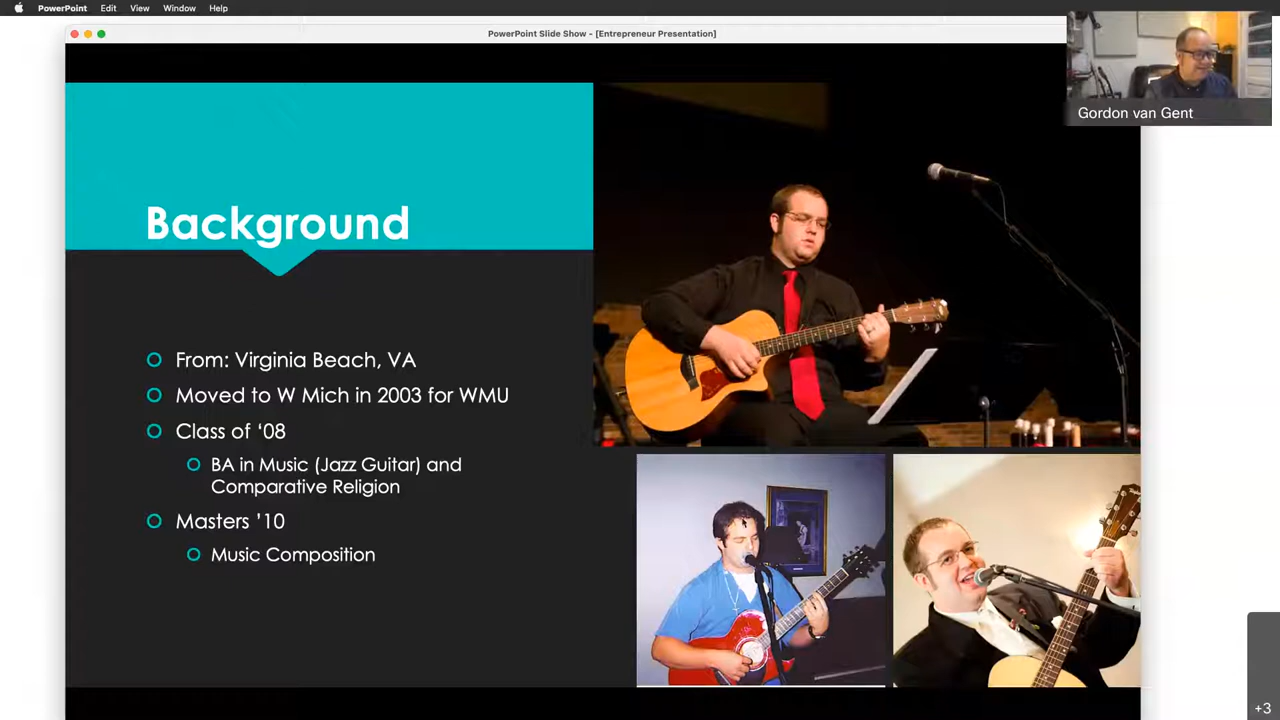 PowerPoint Edit View Window Help
PowerPoint Slide Show - [Entrepreneur Presentation]
Gordon van Gent
Background
From: Virginia Beach, VA
Moved to W Mich in 2003 for WMU
Class of ‘08
BA in Music (Jazz Guitar) and
Comparative Religion
Masters ’10
Music Composition
+3